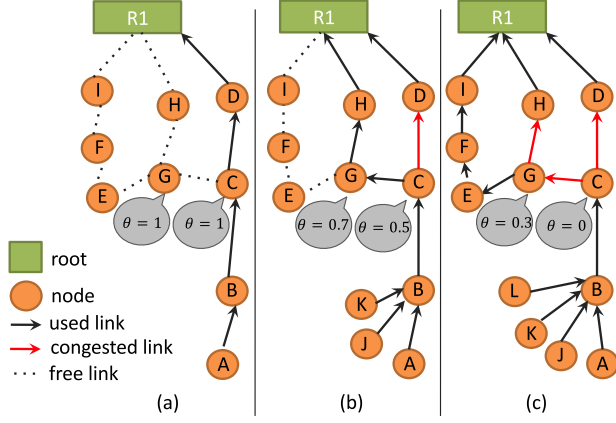 R1
I
H
D
F
G
C
E
θ = 1
θ = 1
B
A
(a)
R1
I
H
D
F
G
C
E
θ = 0.7
θ = 0.5
B
K
J
A
(b)
R1
I
H
D
F
G
C
E
θ = 0.3
θ = 0
L
B
K
J
A
(c)
root
node
used link
congested link
free link